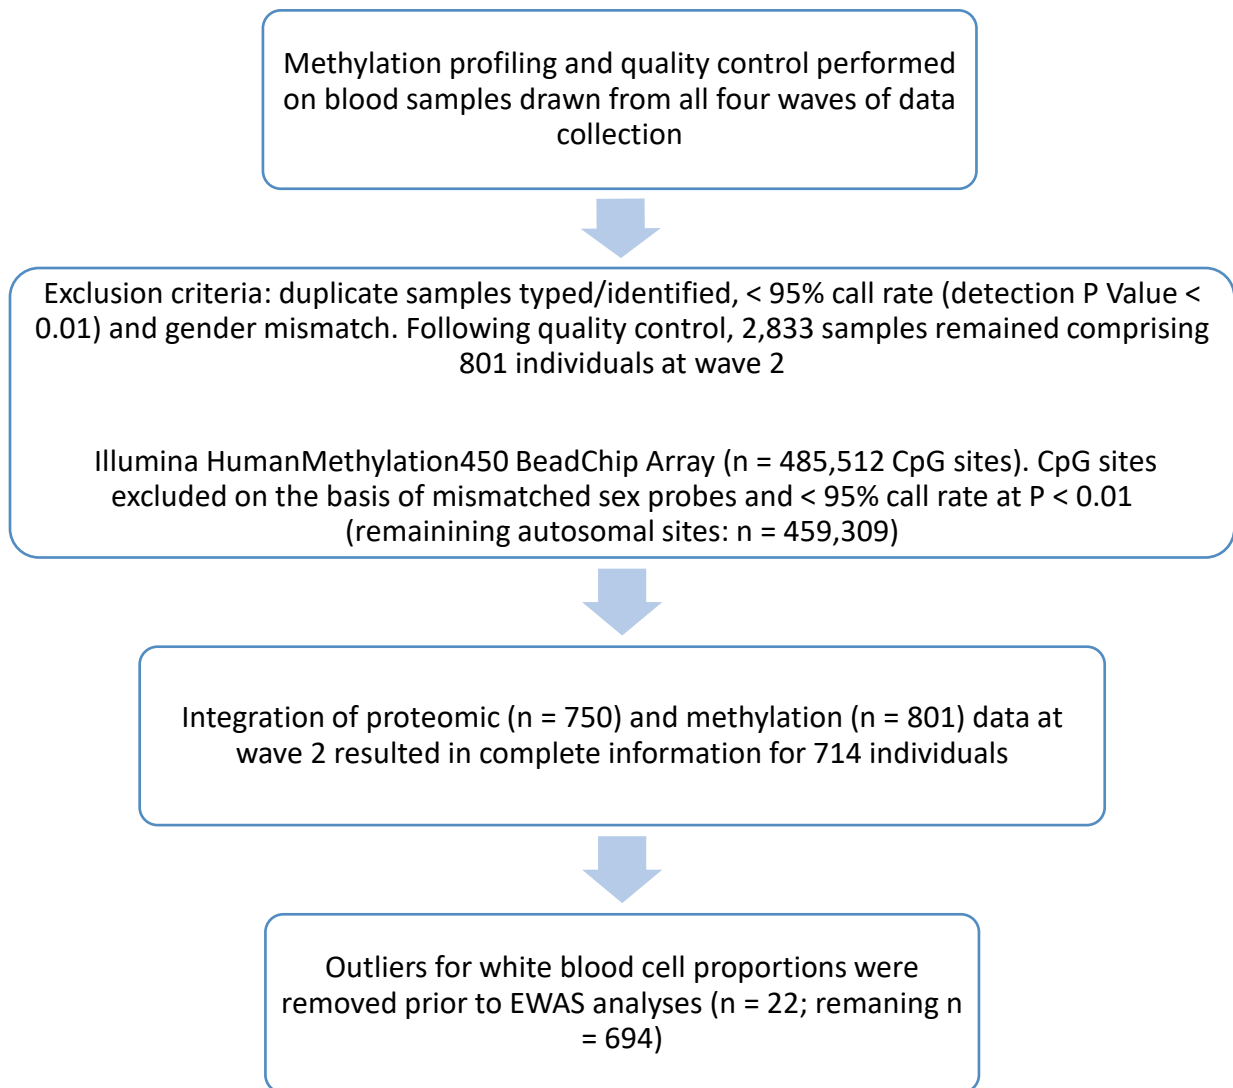 Methylation profiling and quality control performed
on blood samples drawn from all four waves of data
collection
Exclusion criteria: duplicate samples typed/identified, < 95% call rate (detection P Value <
0.01) and gender mismatch. Following quality control, 2,833 samples remained comprising
801 individuals at wave 2
Illumina HumanMethylation450 BeadChip Array (n = 485,512 CpG sites). CpG sites
excluded on the basis of mismatched sex probes and < 95% call rate at P < 0.01
(remainining autosomal sites: n = 459,309)
Integration of proteomic (n = 750) and methylation (n = 801) data at
wave 2 resulted in complete information for 714 individuals
Outliers for white blood cell proportions were
removed prior to EWAS analyses (n = 22; remaning n
= 694)